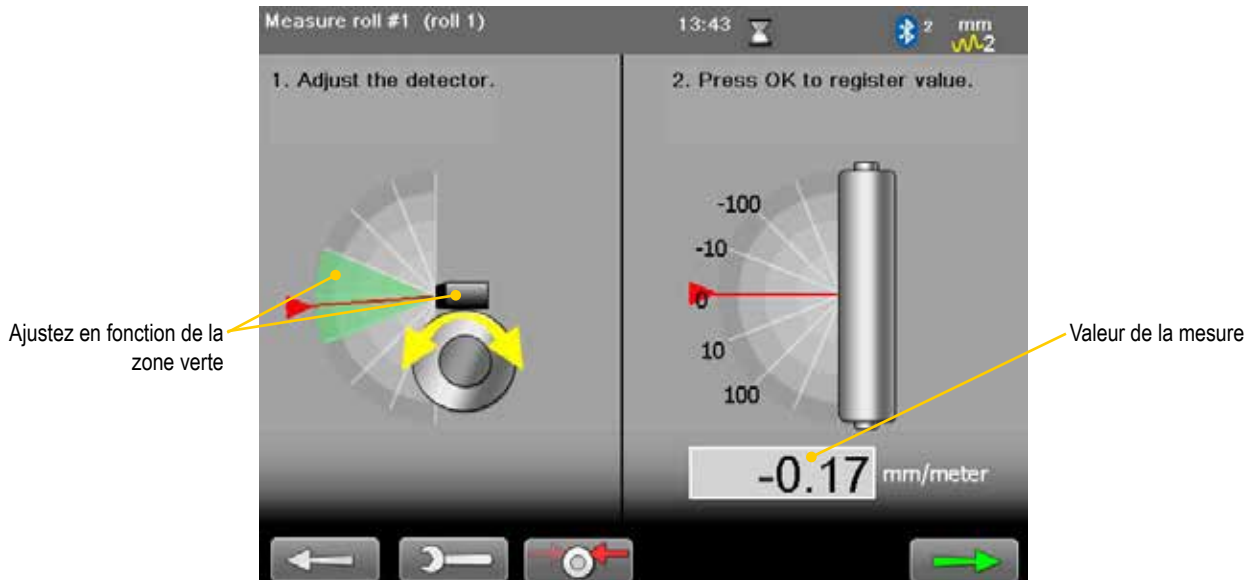 Measure roll #1 (roll 1)
13:43
2
mm
2
1. Adjust the detector.
2. Press OK to register value.
-100
-10
0
10
100
Ajustez en fonction de la
zone verte
Valeur de la mesure
-0.17 mm/meter